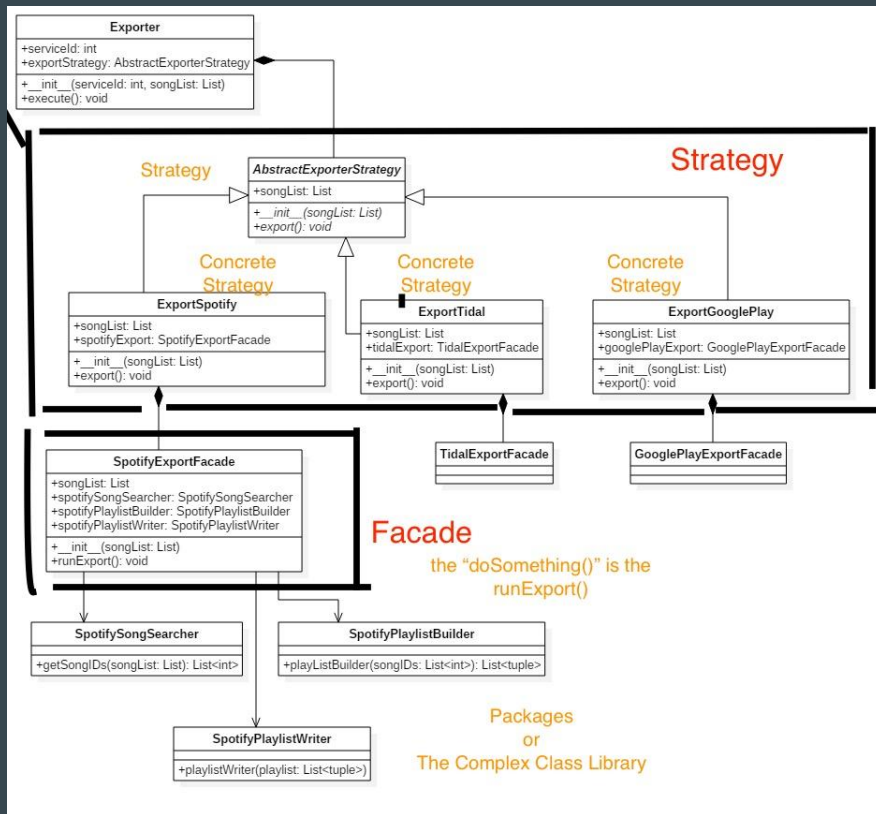 Exporter
+serviceId: int
+exportStrategy: AbstractExporterStrategy
+__init__(serviceId: int, songList: List)
+execute(): void
Strategy
Strategy
AbstractExporterStrategy
+songList: List
+__init__(songList: List)
+export(): void
Concrete
Strategy
Concrete
Strategy
Concrete
Strategy
ExportSpotify
+songList: List
+spotifyExport: SpotifyExportFacade
+__init__(songList: List)
+export(): void
ExportTidal
+songList: List
+tidalExport: TidalExportFacade
+__init__(songList: List)
+export(): void
ExportGooglePlay
+songList: List
+googlePlayExport: GooglePlayExportFacade
+__init__(songList: List)
+export(): void
SpotifyExportFacade
+songList: List
+spotifySongSearcher: SpotifySongSearcher
+spotifyPlaylistBuilder: SpotifyPlaylistBuilder
+spotifyPlaylistWriter: SpotifyPlaylistWriter
+__init__(songList: List)
+runExport(): void
TidalExportFacade
GooglePlayExportFacade
Facade
the “doSomething()” is the
runExport()
SpotifySongSearcher
+getSongIDs(songList: List): List<int>
SpotifyPlaylistBuilder
+playListBuilder(songIDs: List<int>): List<tuple>
SpotifyPlaylistWriter
+playlistWriter(playlist: List<tuple>)
Packages
or
The Complex Class Library